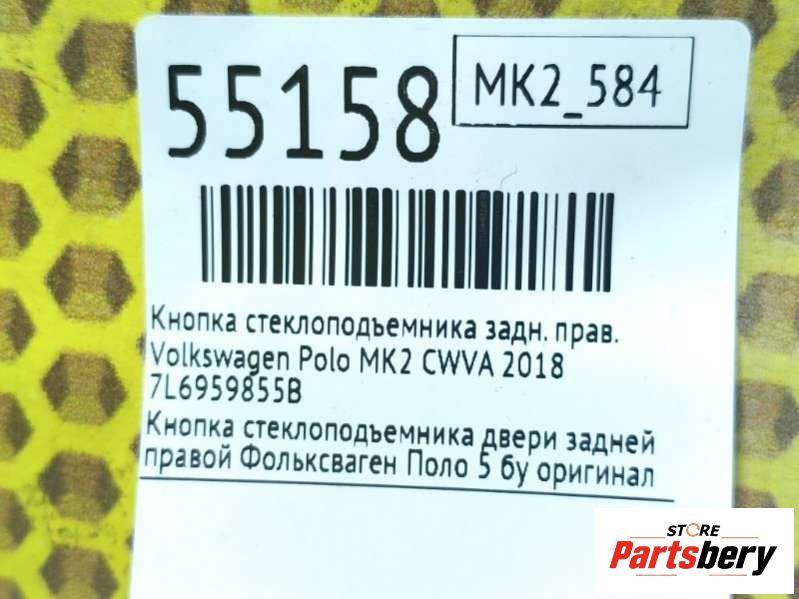 55158
MK2_584
Кнопка стеклоподъемника задн. прав.
Volkswagen Polo MK2 CWVA 2018
7L6959855B
Кнопка стеклоподъемника двери задней
правой Фольксваген Поло 5 бу оригинал
STORE
Partsbery